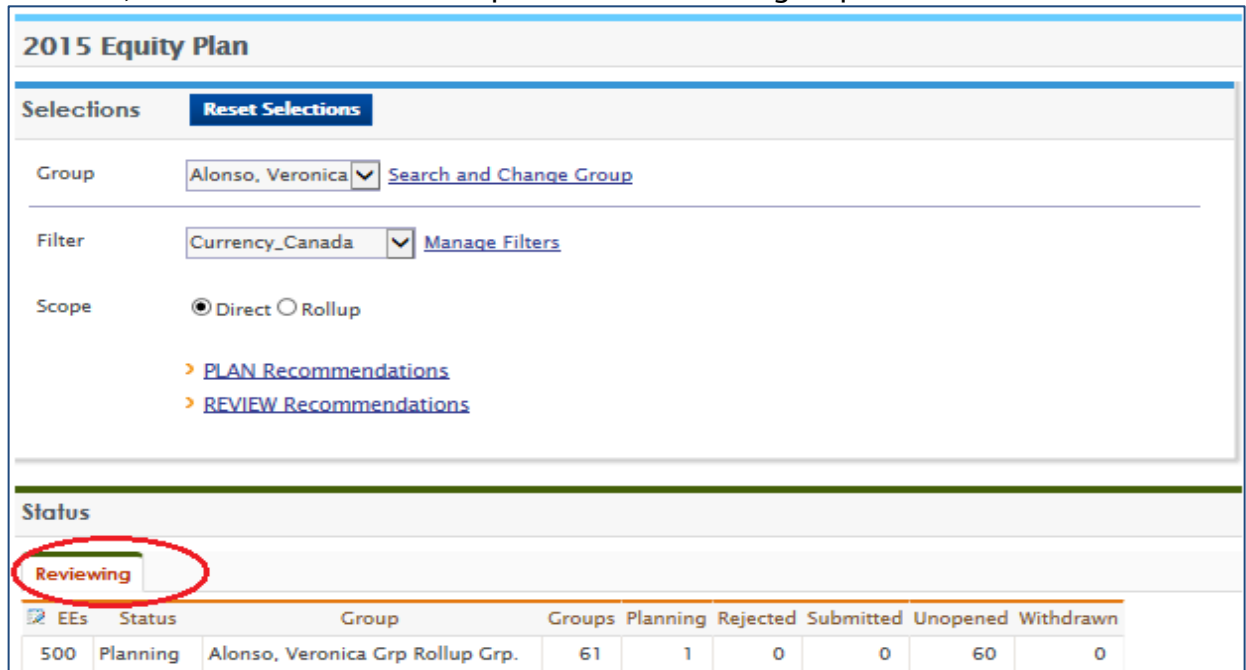 2015 Equity Plan
Selections Reset Selections
Group Alonso, Veronica Search and Change Group
Filter Currency_Canada Manage Filters
Scope Direct Rollup
PLAN Recommendations
REVIEW Recommendations
Status
Reviewing
EEs Status Group Groups Planning Rejected Submitted Unopened Withdrawn
500 Planning Alonso, Veronica Grp Rollup Grp. 61 1 0 0 60 0